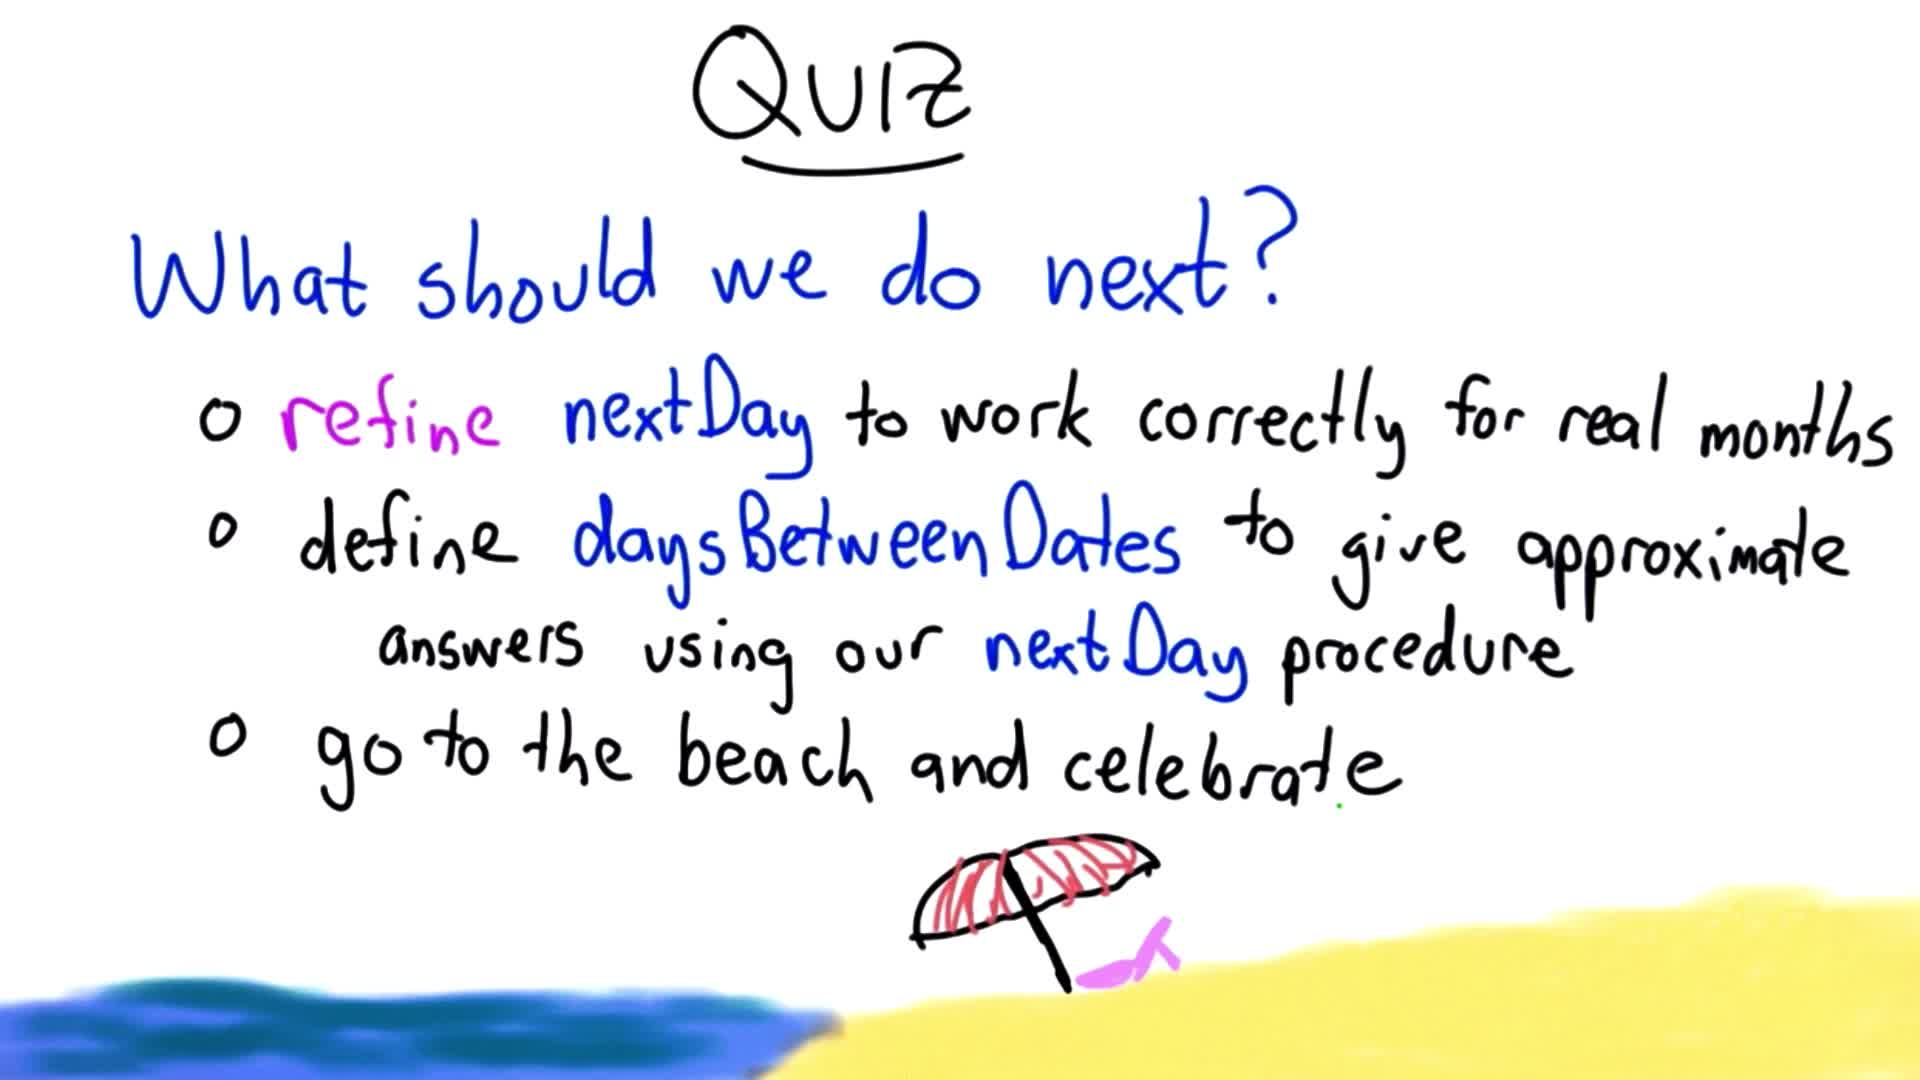 QUIZ
What should we do next?
o refine nextDay to work correctly for real months
o define daysBetweenDates to give approximate
answers using our nextDay procedure
o go to the beach and celebrate